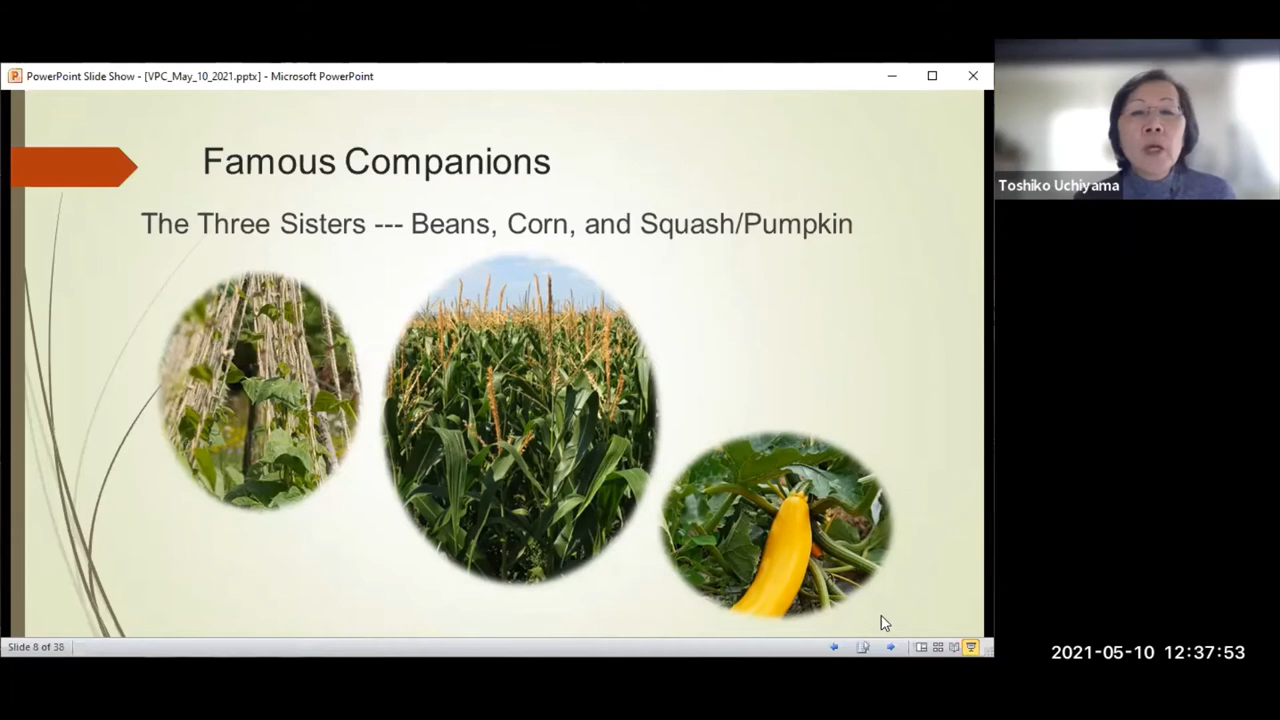 PowerPoint Slide Show - [VPC_May_10_2021.pptx] - Microsoft PowerPoint
Famous Companions
The Three Sisters --- Beans, Corn, and Squash/Pumpkin
Toshiko Uchiyama
Slide 8 of 38
2021-05-10 12:37:53